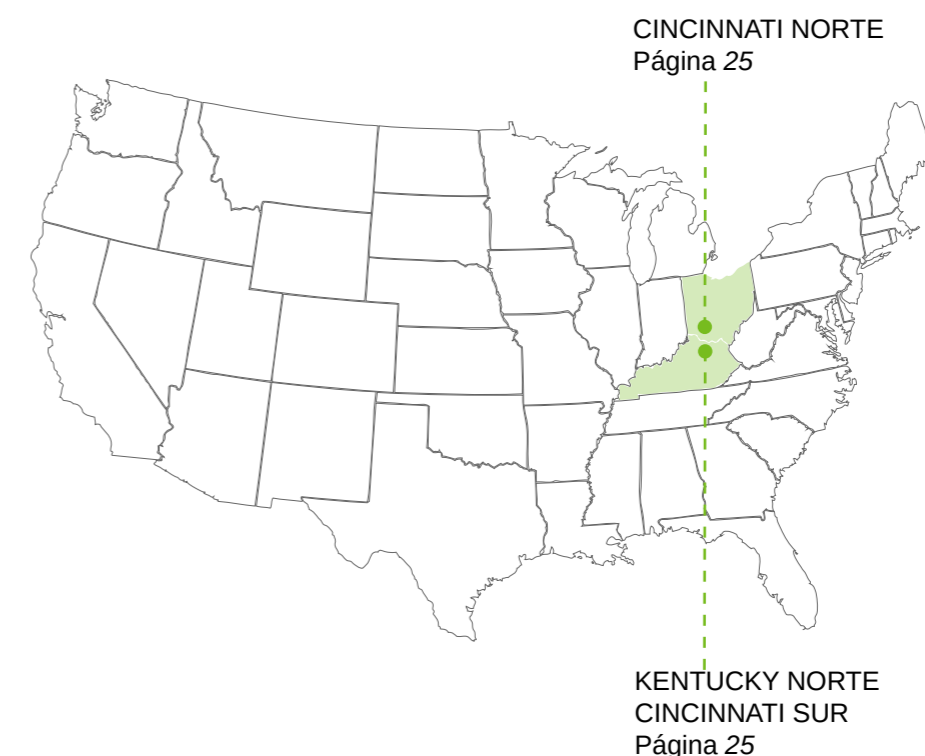 CINCINNATI NORTE
Página 25
KENTUCKY NORTE
CINCINNATI SUR
Página 25